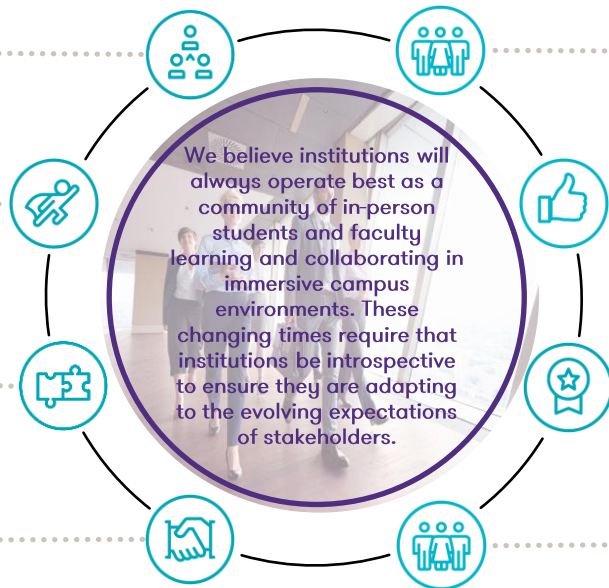 We believe institutions will
always operate best as a
community of in-person
students and faculty
learning and collaborating in
immersive campus
environments. These
changing times require that
institutions be introspective
to ensure they are adapting
to the evolving expectations
of stakeholders.